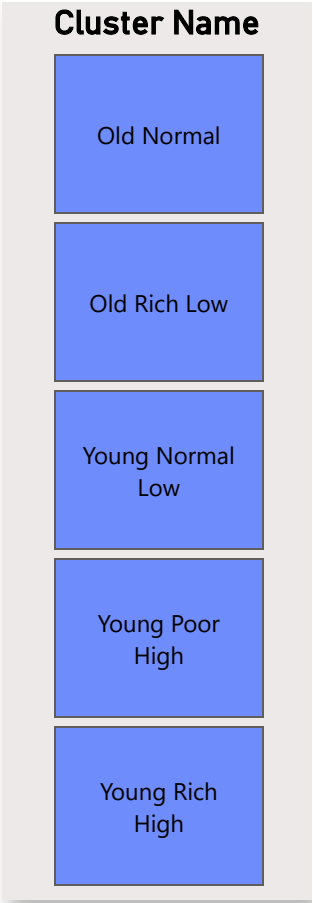 Cluster Name
Old Normal
Old Rich Low
Young Normal
Low
Young Poor
High
Young Rich
High